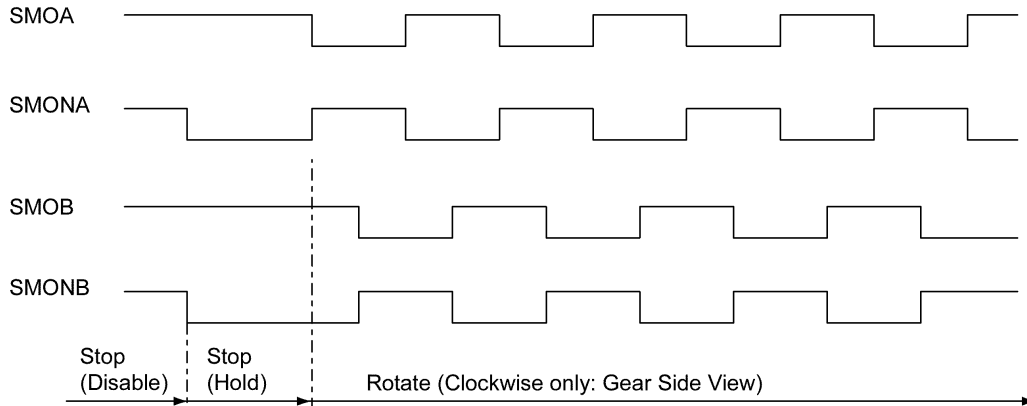 SMOA
SMONA
SMOB
SMONB
Stop
(Disable)
Stop
(Hold)
Rotate (Clockwise only: Gear Side View)